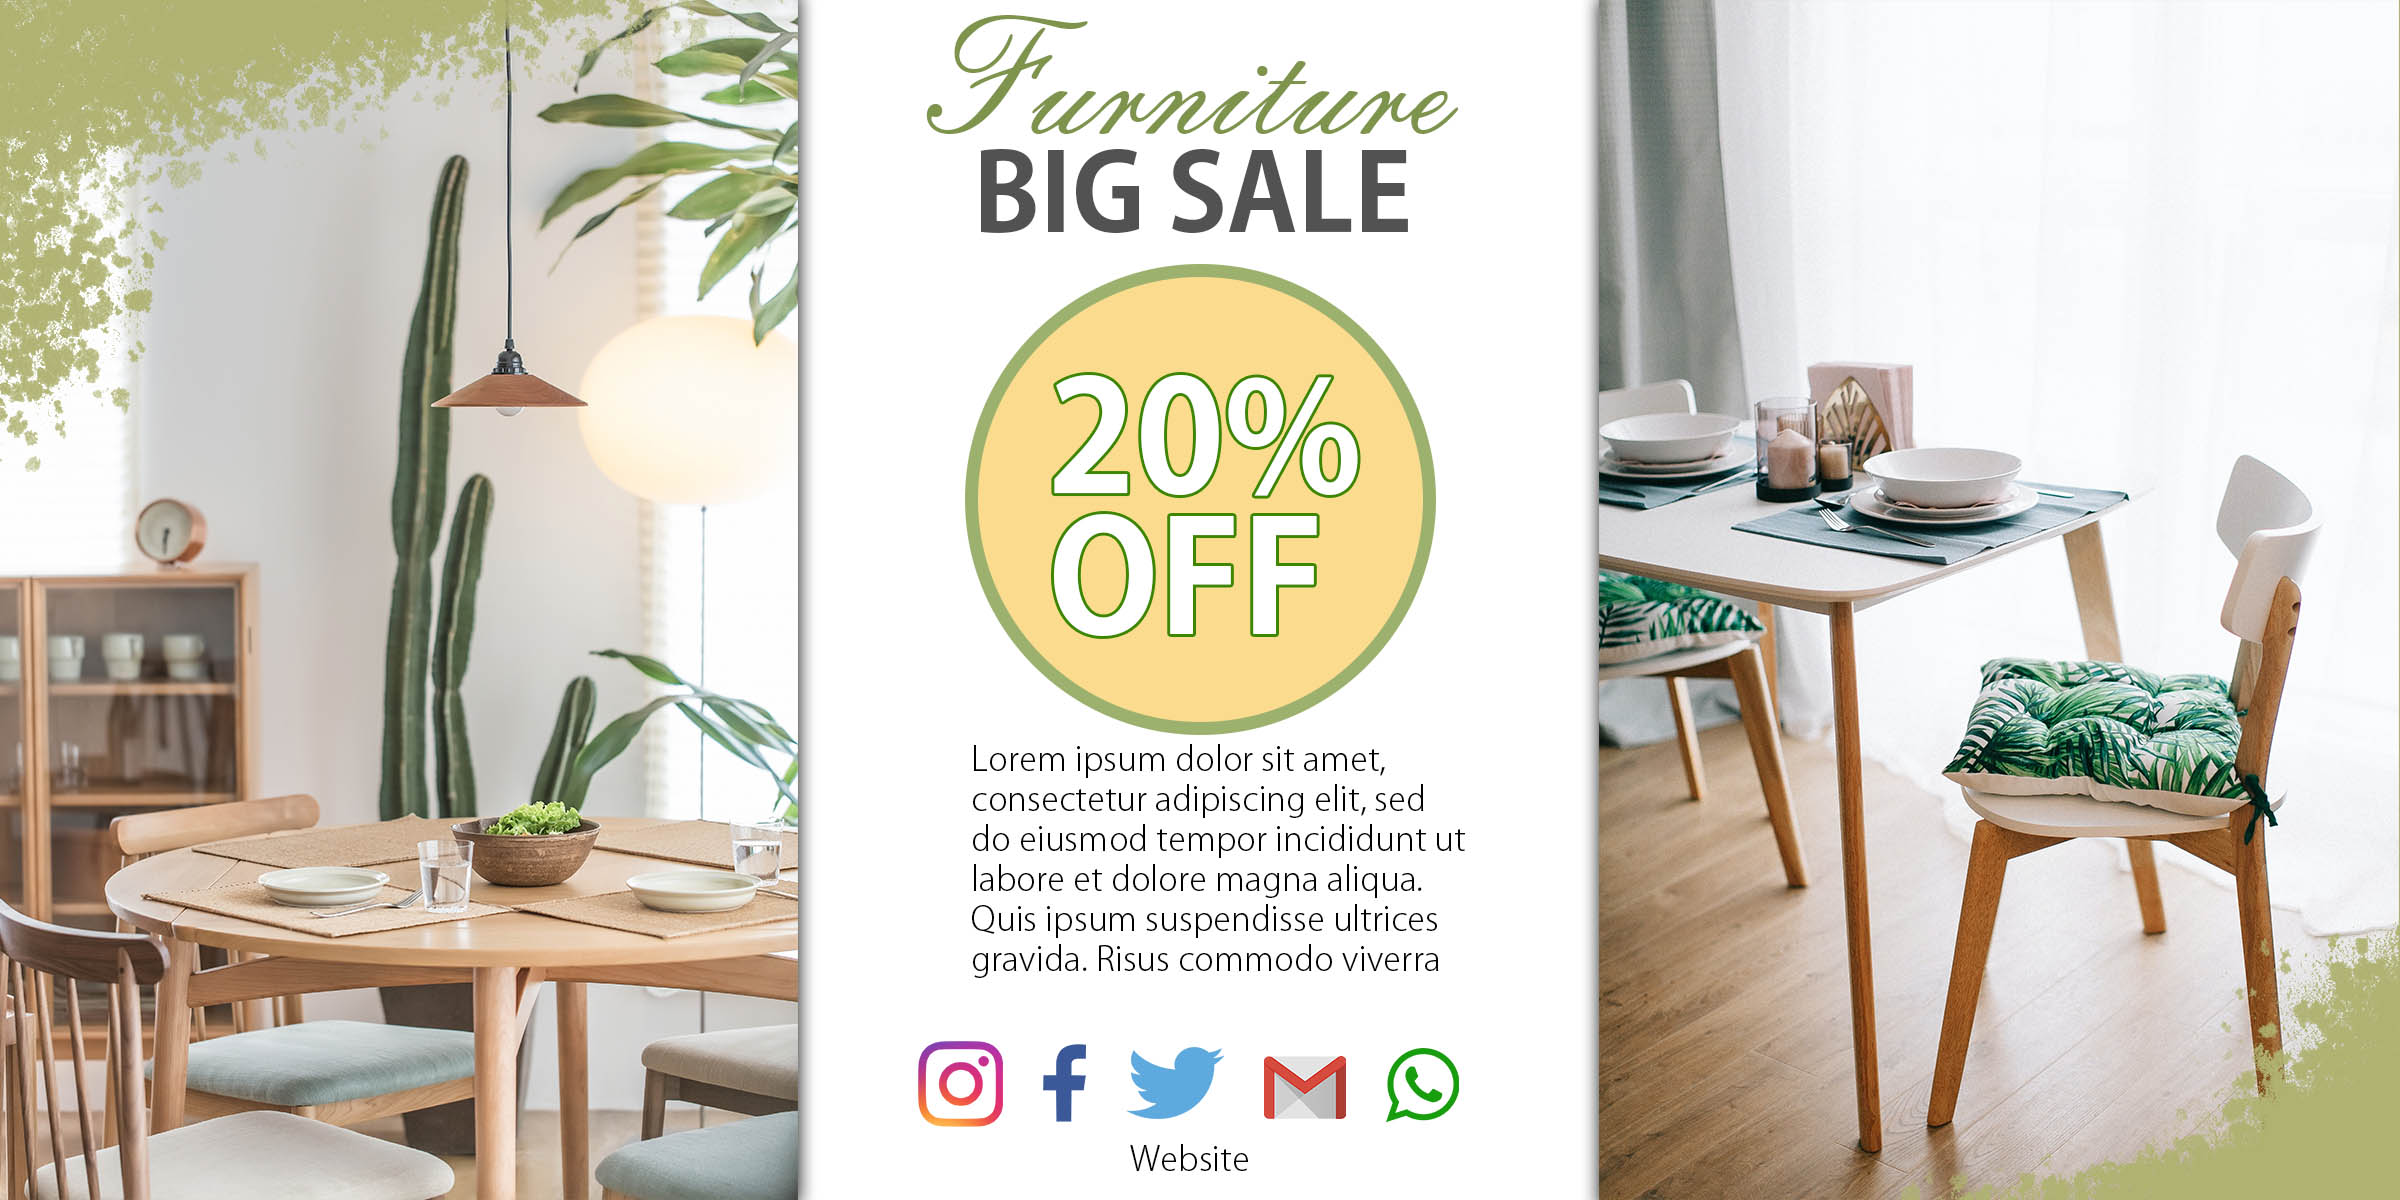 Furniture
BIG SALE
20%
OFF
Lorem ipsum dolor sit amet,
consectetur adipiscing elit, sed
do eiusmod tempor incididunt ut
labore et dolore magna aliqua.
Quis ipsum suspendisse ultrices
gravida. Risus commodo viverra
Website